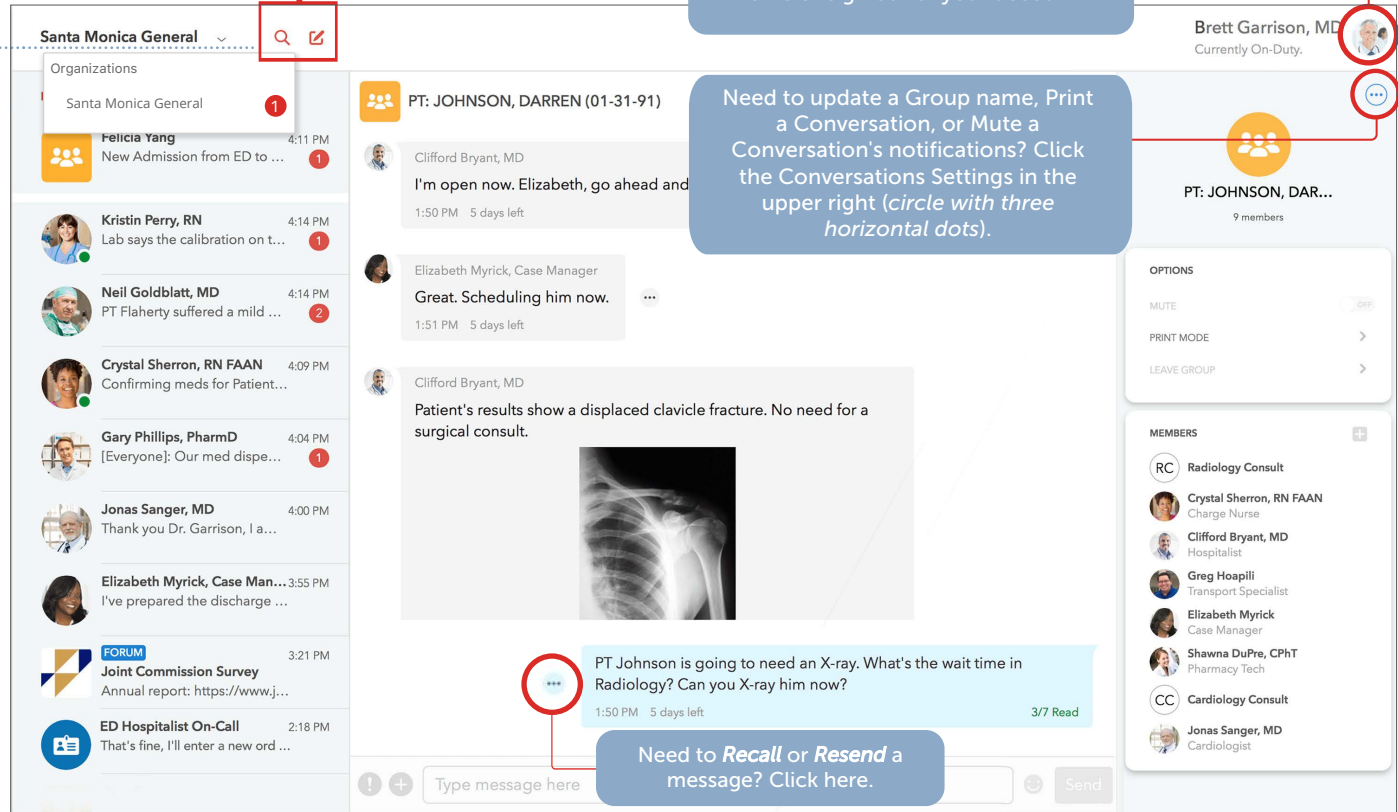 Santa Monica General
Organizations
Santa Monica General
1
Felicia Yang
4:11 PM
New Admission from ED to ...
1
Kristin Perry, RN
4:14 PM
Lab says the calibration on t...
1
Neil Goldblatt, MD
4:14 PM
PT Flaherty suffered a mild ...
2
Crystal Sherron, RN FAAN
4:09 PM
Confirming meds for Patient...
Gary Phillips, PharmD
4:04 PM
[Everyone]: Our med dispe...
1
Jonas Sanger, MD
4:00 PM
Thank you Dr. Garrison, I a...
Elizabeth Myrick, Case Man...
3:55 PM
I've prepared the discharge ...
FORUM
3:21 PM
Joint Commission Survey
Annual report: https://www.j...
ED Hospitalist On-Call
2:18 PM
That's fine, I'll enter a new ord ...
PT: JOHNSON, DARREN (01-31-91)
Clifford Bryant, MD
I'm open now. Elizabeth, go ahead and
1:50 PM 5 days left
Elizabeth Myrick, Case Manager
Great. Scheduling him now.
1:51 PM 5 days left
Clifford Bryant, MD
Patient's results show a displaced clavicle fracture. No need for a
surgical consult.
PT Johnson is going to need an X-ray. What's the wait time in
Radiology? Can you X-ray him now?
1:50 PM 5 days left
3/7 Read
Need to Recall or Resend a
message? Click here.
Type message here
Send
Need to update a Group name, Print
a Conversation, or Mute a
Conversation's notifications? Click
the Conversations Settings in the
upper right (circle with three
horizontal dots).
Brett Garrison, MD
Currently On-Duty.
PT: JOHNSON, DAR...
9 members
OPTIONS
MUTE
OFF
PRINT MODE
LEAVE GROUP
MEMBERS
RC
Radiology Consult
Crystal Sherron, RN FAAN
Charge Nurse
Clifford Bryant, MD
Hospitalist
Greg Hoapili
Transport Specialist
Elizabeth Myrick
Case Manager
Shawna DuPre, CPhT
Pharmacy Tech
CC
Cardiology Consult
Jonas Sanger, MD
Cardiologist